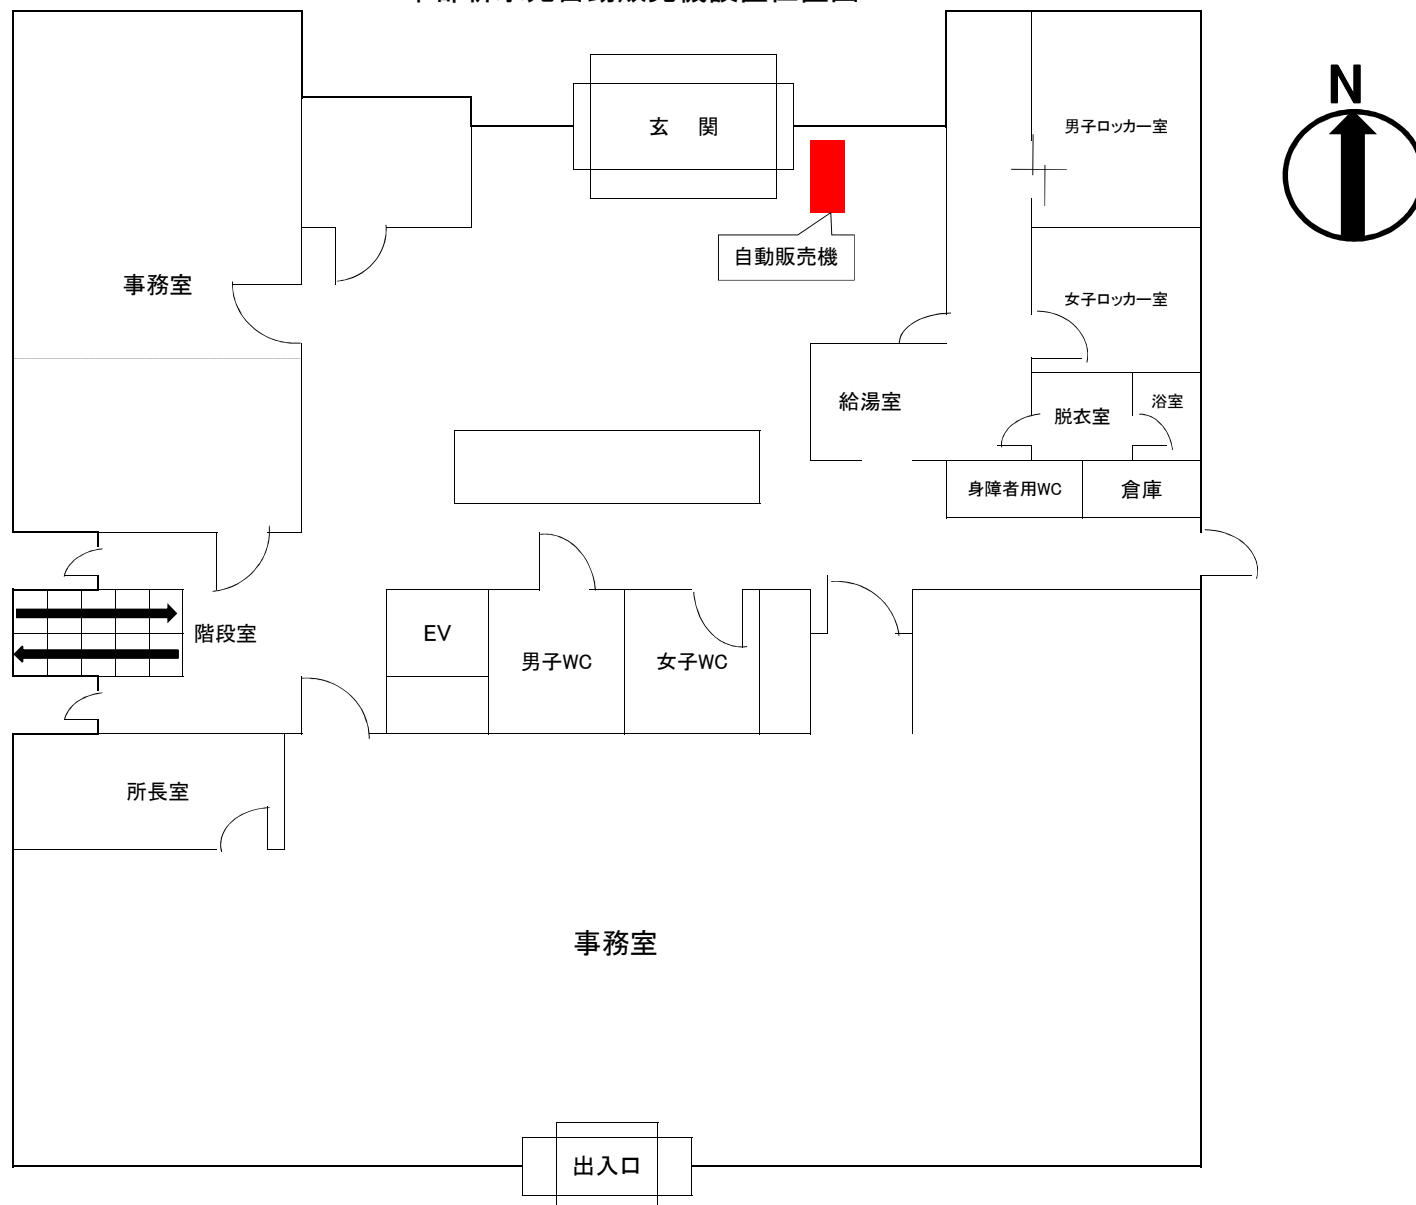 N
玄　関
男子ロッカー室
自動販売機
事務室
女子ロッカー室
給湯室
脱衣室
浴室
身障者用WC
倉庫
階段室
EV
男子WC
女子WC
所長室
事務室
出入口